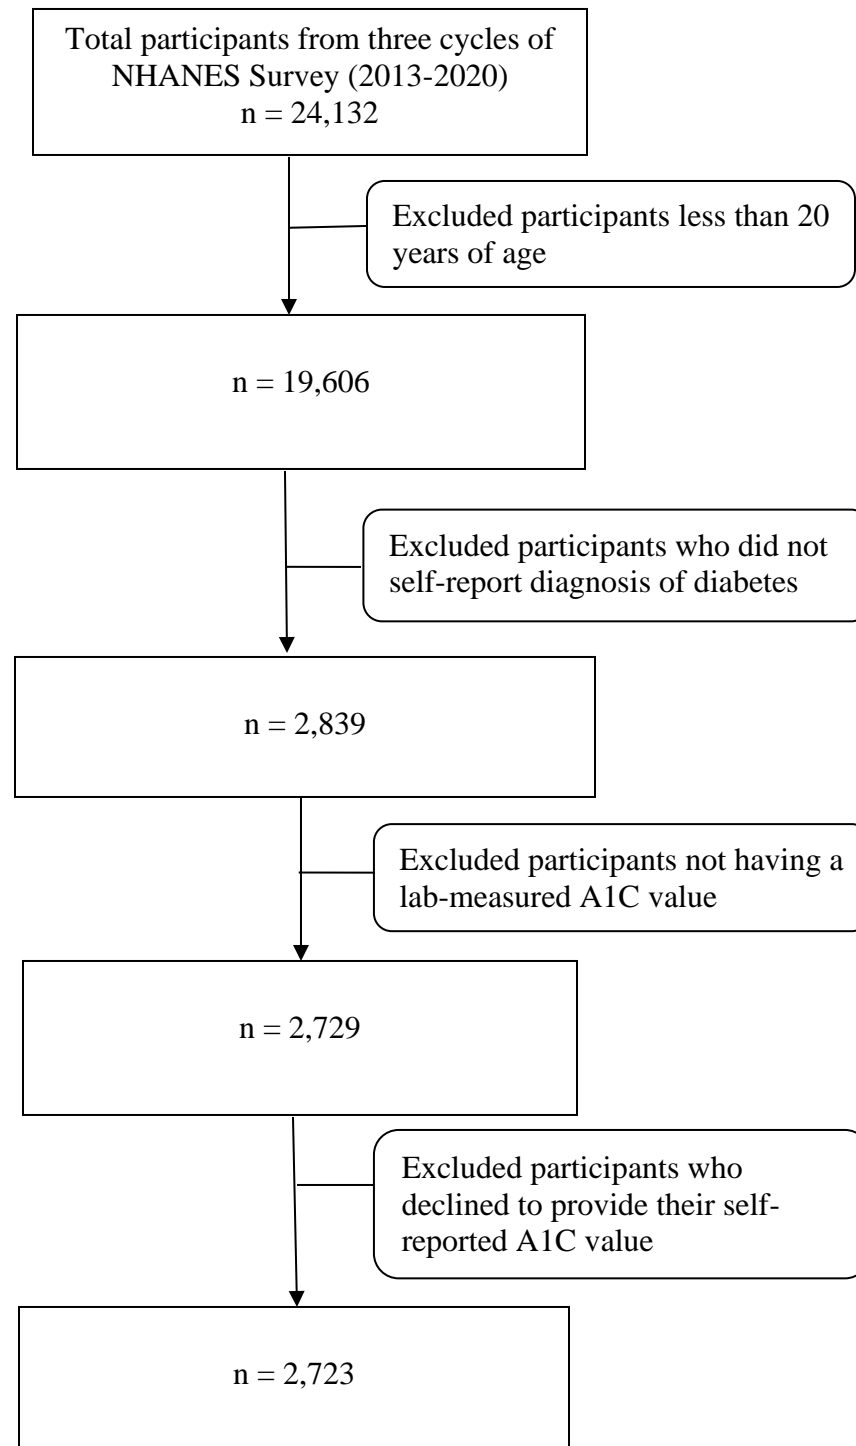 Total participants from three cycles of
NHANES Survey (2013-2020)
n = 24,132
Excluded participants less than 20
years of age
n = 19,606
Excluded participants who did not
self-report diagnosis of diabetes
n = 2,839
Excluded participants not having a
lab-measured A1C value
n = 2,729
Excluded participants who
declined to provide their self-
reported A1C value
n = 2,723